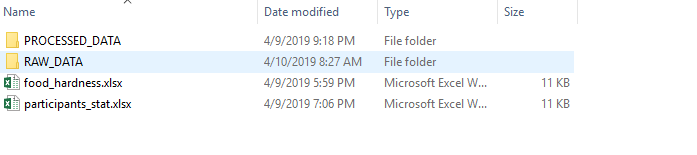 Name Date modified Type Size
PROCESSED_DATA 4/9/2019 9:18 PM File folder
RAW_DATA 4/10/2019 8:27 AM File folder
food_hardness.xlsx 4/9/2019 5:59 PM Microsoft Excel W... 11 KB
participants_stat.xlsx 4/9/2019 7:06 PM Microsoft Excel W... 11 KB